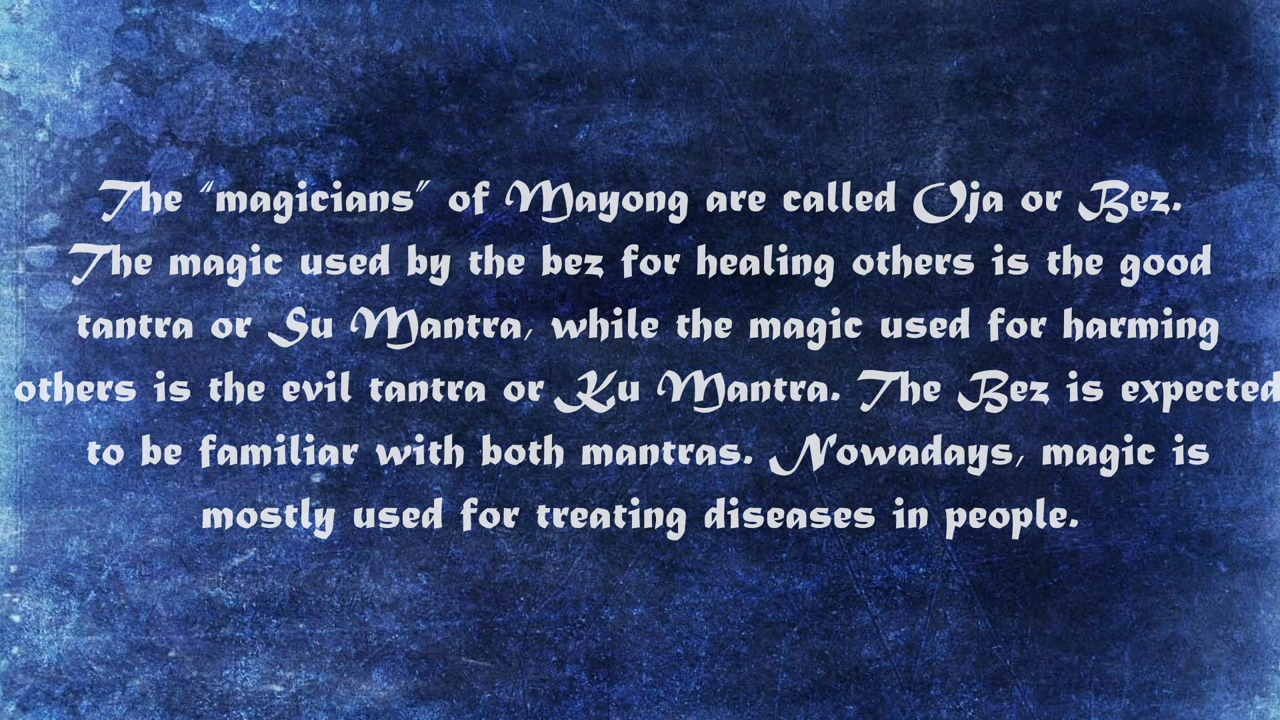 The “magicians” of Mayong are called Oja or Bez.
The magic used by the bez for healing others is the good
tantra or Su Mantra, while the magic used for harming
others is the evil tantra or Ku Mantra. The Bez is expected
to be familiar with both mantras. Nowadays, magic is
mostly used for treating diseases in people.